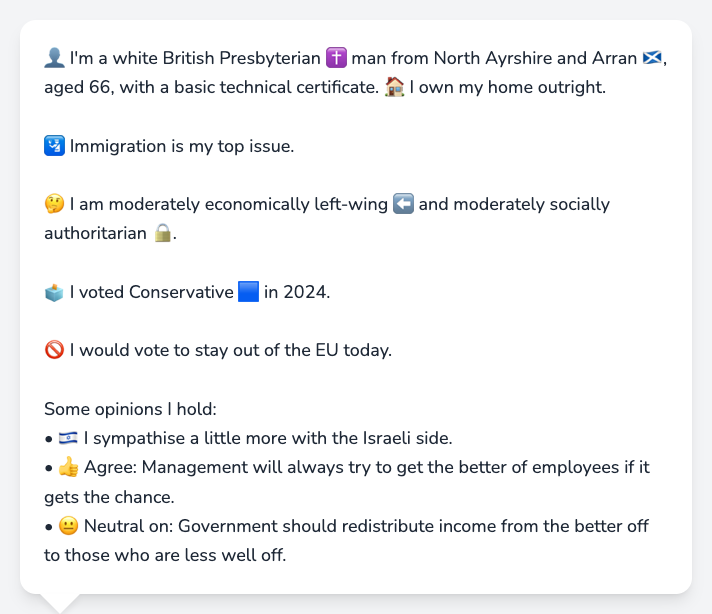 👤 I'm a white British Presbyterian ✝️ man from North Ayrshire and Arran 🏴󠁧󠁢󠁳󠁣󠁴󠁿,
aged 66, with a basic technical certificate. 🏠 I own my home outright.
🛂 Immigration is my top issue.
🤔 I am moderately economically left-wing ⬅️ and moderately socially
authoritarian 🔒.
🗳️ I voted Conservative 🟦 in 2024.
🚫 I would vote to stay out of the EU today.
Some opinions I hold:
• 🇮🇱 I sympathise a little more with the Israeli side.
• 👍 Agree: Management will always try to get the better of employees if it
gets the chance.
• 😐 Neutral on: Government should redistribute income from the better off
to those who are less well off.